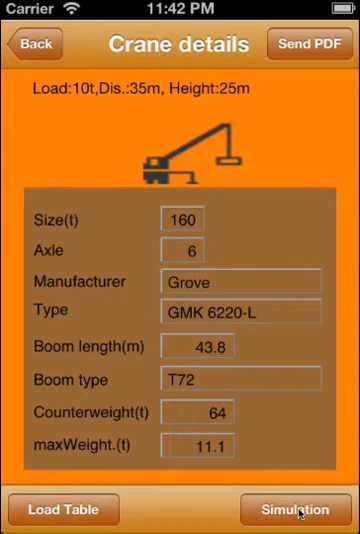 Carrier 11:42 PM
Back Crane details Send PDF
Load:10t,Dis.:35m, Height:25m
Size(t) 160
Axle 6
Manufacturer Grove
Type GMK 6220-L
Boom length(m) 43.8
Boom type T72
Counterweight(t) 64
maxWeight.(t) 11.1
Load Table Simulation